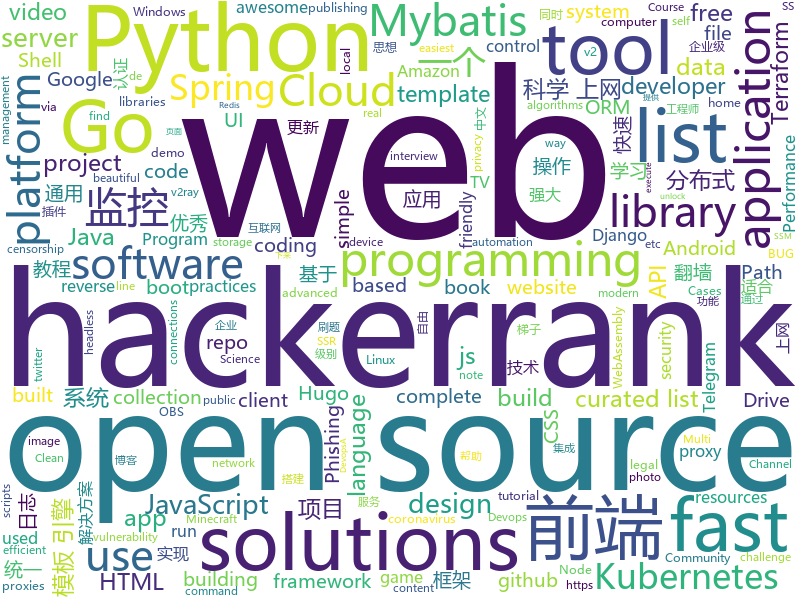 video
server
Shell
Windows
awesome
publishing
Python
Mybatis
一个
system
computer
Course
ss
同时
free
v2
企业级
self
file
思想
easiest
control
local
Amazon
认证
Google
de
libraries
Spring
Cloud
tool
科学 上网
developer
data
Terraform
application
management
platform
via
Go
find
Redis
页面
template
ORM
提供
algorithms
工程师
home
UI
更新
real
中文
list
快速
project
demo
beautiful
interview
privacy
way
操作
学习
execute
code
v2ray
监控
web
应用
TV
强大
分布式
Performance
通用
插件
优秀
simple
friendly
library
unlock
SSM
互联网
device
automation
Django
etc
Java
Program
storage
coding
Android
BUG
censorship
教程
基于
programming
翻墙
Path
software
reverse
line
boot
practices
based
book
website
API
适合
advanced
Cases
modern
功能
通过
hackerrank
headless
connections
企业
刷题
repo
SSR
自由
js
梯子
twitter
Science
级别
Linux
note
技术
WebAssembly
security
Telegram
上网
built
collection
Hugo
complete
build
curated list
Drive
系统
OBS
public
client
language
CSS
open source
image
Clean
博客
Phishing
Multi
功能
proxy
photo
legal
集成
帮助
Channel
DevopsA
scripts
日志
解决方案
network
搭建
服务
tutorial
resources
used
模板 引擎
JavaScript
项目
design
前端
fast
efficient
vulnerability
app
run
Minecraft
coronavirus
Devops
Community
challenge
统一
use
实现
solutions
proxies
HTML
building
command
framework
game
content
框架
github
Node
https
Kubernetes